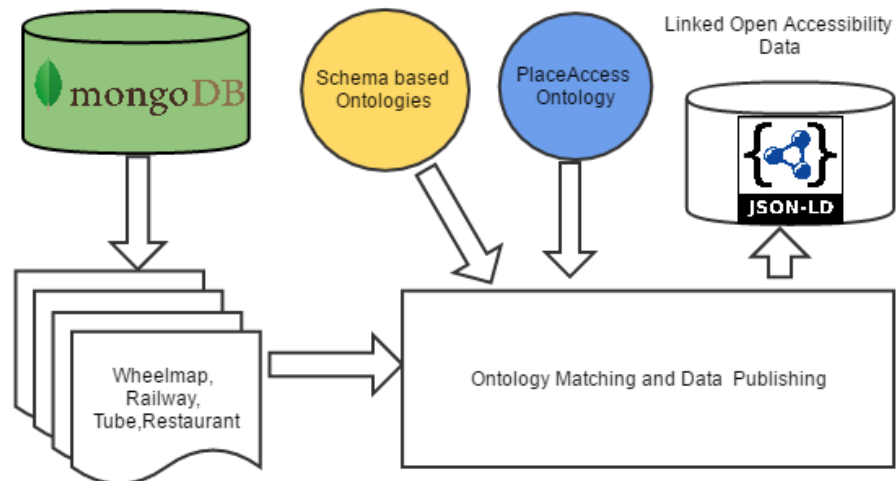 mongoDB
Schema based
Ontologies
PlaceAccess
Ontology
Linked Open Accessibility
Data
{ }
JSON-LD
Wheelmap,
Railway,
Tube,Restaurant
Ontology Matching and Data Publishing